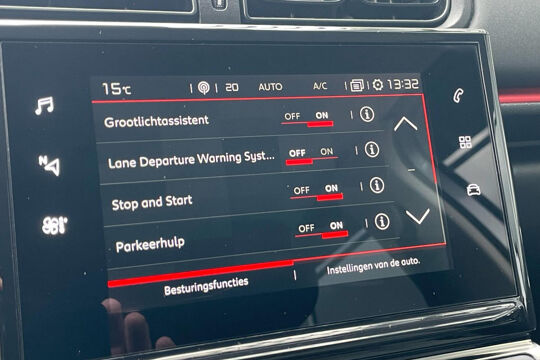 15°C 20 AUTO A/C 13:32
Grootlichtassistent OFF ON i
Lane Departure Warning Syst... OFF ON i
Stop and Start OFF ON i
Parkeerhulp OFF ON i
Besturingsfuncties Instellingen van de auto.
N